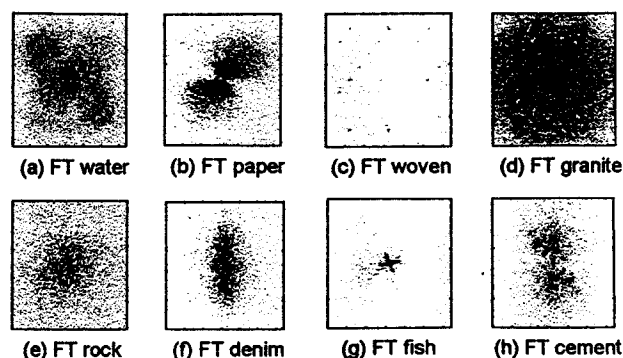 (a) FT water (b) FT paper (c) FT woven (d) FT granite
(e) FT rock (f) FT denim (g) FT fish (h) FT cement